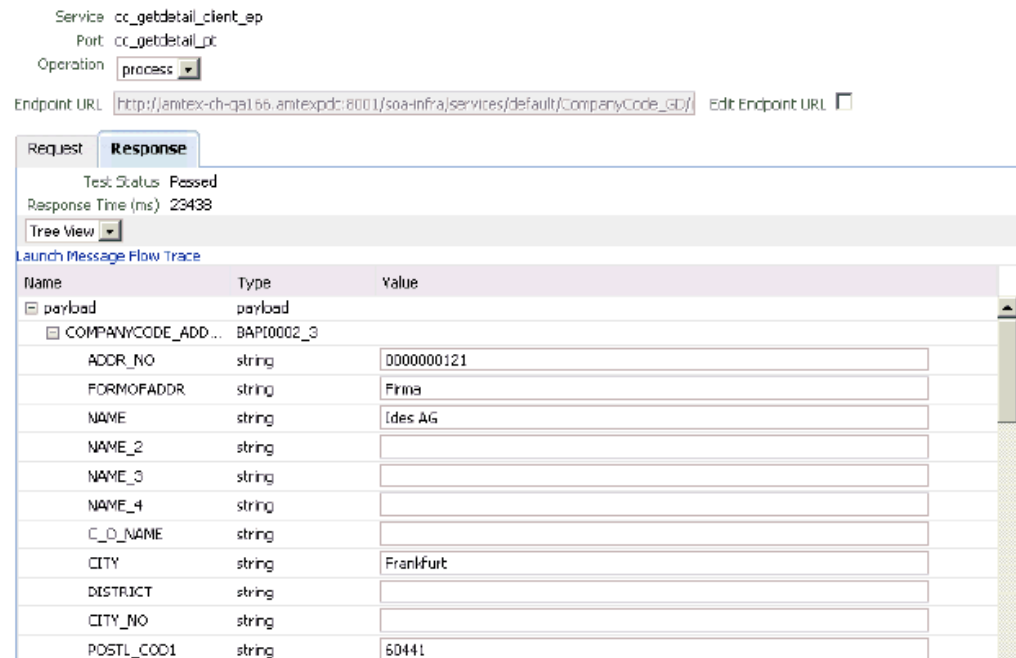 Service cc_getdetail_client_ep
Port cc_getdetail_pt
Operation process
Endpoint URL http://amtex-ch-qa166.amtexpdc:8001/soa-infra/services/default/CompanyCode_GD/ Edit Endpoint URL
Request Response
Test Status Passed
Response Time (ms) 23438
Tree View
Launch Message Flow Trace
Name Type Value
payload payload
COMPANYCODE_ADD... BAPI0002_3
ADDR_NO string 0000000121
FORMOFADDR string Firma
NAME string Ides AG
NAME_2 string
NAME_3 string
NAME_4 string
C_O_NAME string
CITY string Frankfurt
DISTRICT string
CITY_NO string
POSTL_COD1 string 60441